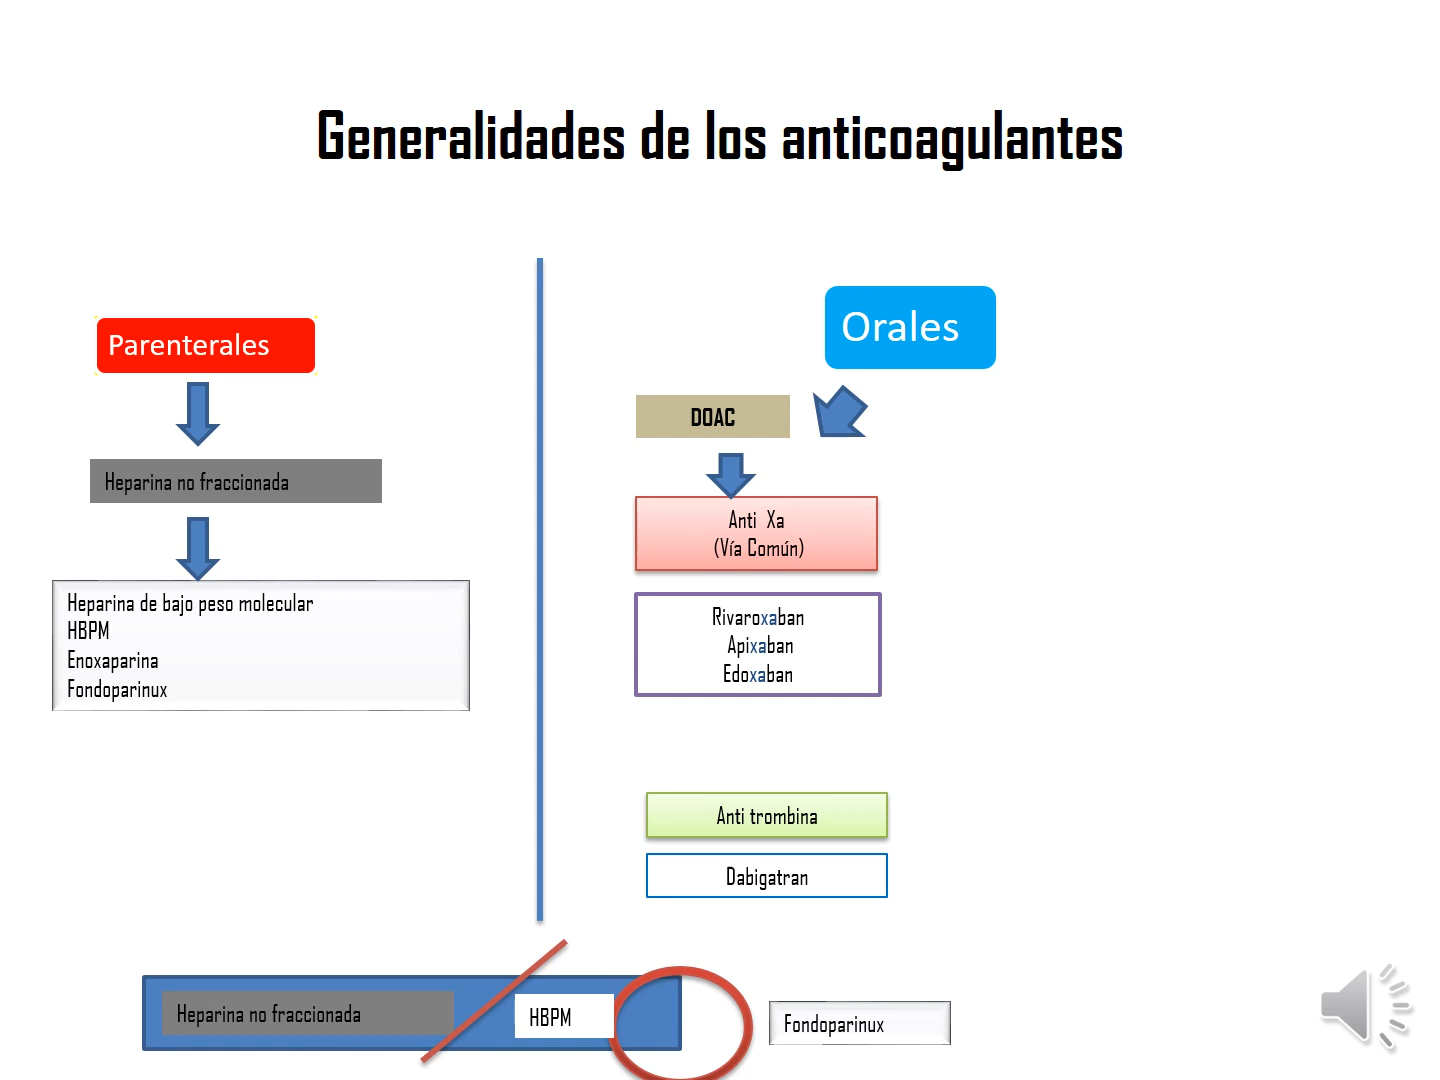 Generalidades de los anticoagulantes
Parenterales
Heparina no fraccionada
Heparina de bajo peso molecular
HBPM
Enoxaparina
Fondoparinux
Orales
DOAC
Anti Xa
(Vía Común)
Rivaroxaban
Apixaban
Edoxaban
Anti trombina
Dabigatran
Heparina no fraccionada
HBPM
Fondoparinux